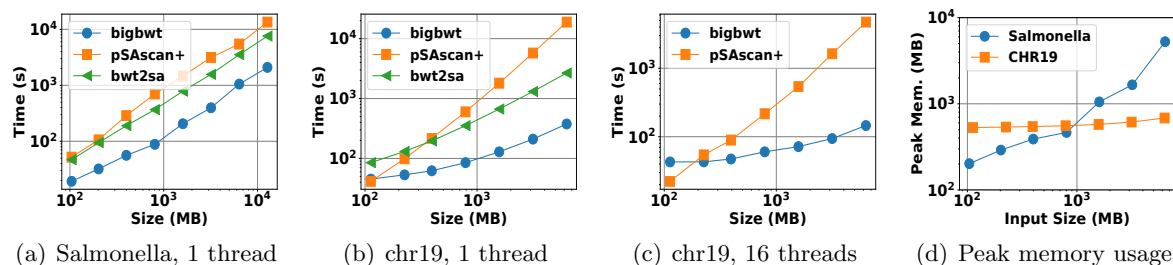 Time (s)
10^4
10^3
10^2
bigbwt
pSAscan+
bwt2sa
10^2
10^3
10^4
Size (MB)
(a) Salmonella, 1 thread
Time (s)
10^4
10^3
10^2
bigbwt
pSAscan+
bwt2sa
10^2
10^3
Size (MB)
(b) chr19, 1 thread
Time (s)
10^3
10^2
bigbwt
pSAscan+
10^2
10^3
Size (MB)
(c) chr19, 16 threads
Peak Mem. (MB)
10^4
10^3
10^2
Salmonella
CHR19
10^2
10^3
Input Size (MB)
(d) Peak memory usage